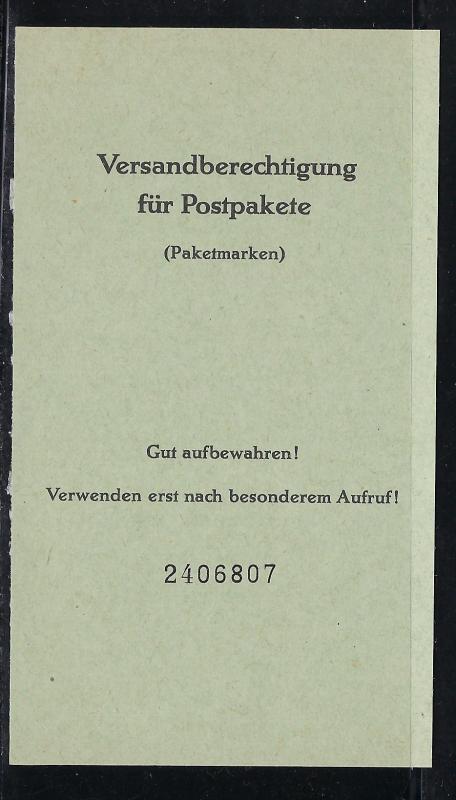 Versandberechtigung
für Postpakete
(Paketmarken)
Gut aufbewahren!
Verwenden erst nach besonderem Aufruf!
2406807